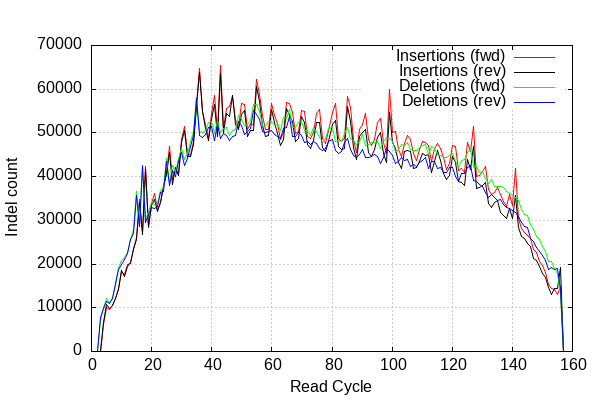 70000
60000
50000
40000
30000
20000
10000
0
Indel count
Insertions (fwd)
Insertions (rev)
Deletions (fwd)
Deletions (rev)
0 20 40 60 80 100 120 140 160
Read Cycle